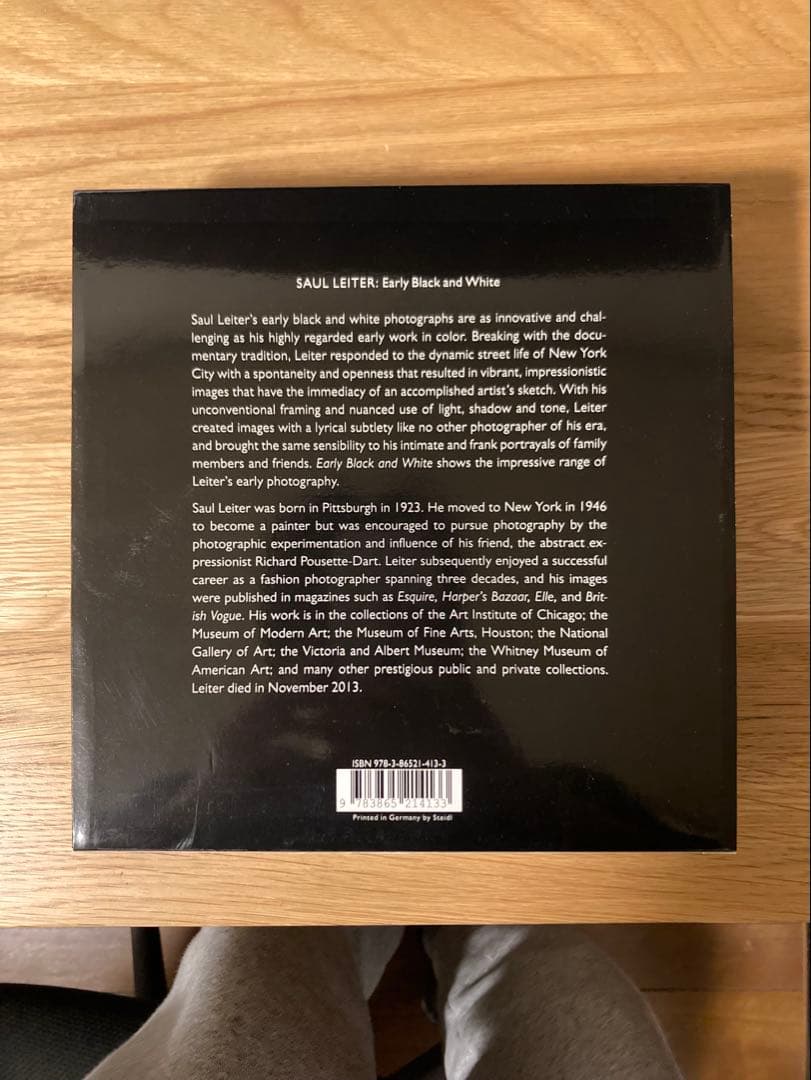 SAUL LEITER: Early Black and White
Saul Leiter's early black and white photographs are as innovative and chal-
lenging as his highly regarded early work in color. Breaking with the docu-
mentary tradition, Leiter responded to the dynamic street life of New York
City with a spontaneity and openness that resulted in vibrant, impressionistic
images that have the immediacy of an accomplished artist's sketch. With his
unconventional framing and nuanced use of light, shadow and tone, Leiter
created images with a lyrical subtlety like no other photographer of his era,
and brought the same sensibility to his intimate and frank portrayals of family
members and friends. Early Black and White shows the impressive range of
Leiter's early photography.
Saul Leiter was born in Pittsburgh in 1923. He moved to New York in 1946
to become a painter but was encouraged to pursue photography by the
photographic experimentation and influence of his friend, the abstract ex-
pressionist Richard Pousette-Dart. Leiter subsequently enjoyed a successful
career as a fashion photographer spanning three decades, and his images
were published in magazines such as Esquire, Harper's Bazaar, Elle, and Brit-
ish Vogue. His work is in the collections of the Art Institute of Chicago; the
Museum of Modern Art; the Museum of Fine Arts, Houston; the National
Gallery of Art; the Victoria and Albert Museum; the Whitney Museum of
American Art; and many other prestigious public and private collections.
Leiter died in November 2013.
ISBN 978-3-86521-413-3
9 783865 214133
Printed in Germany by Steidl